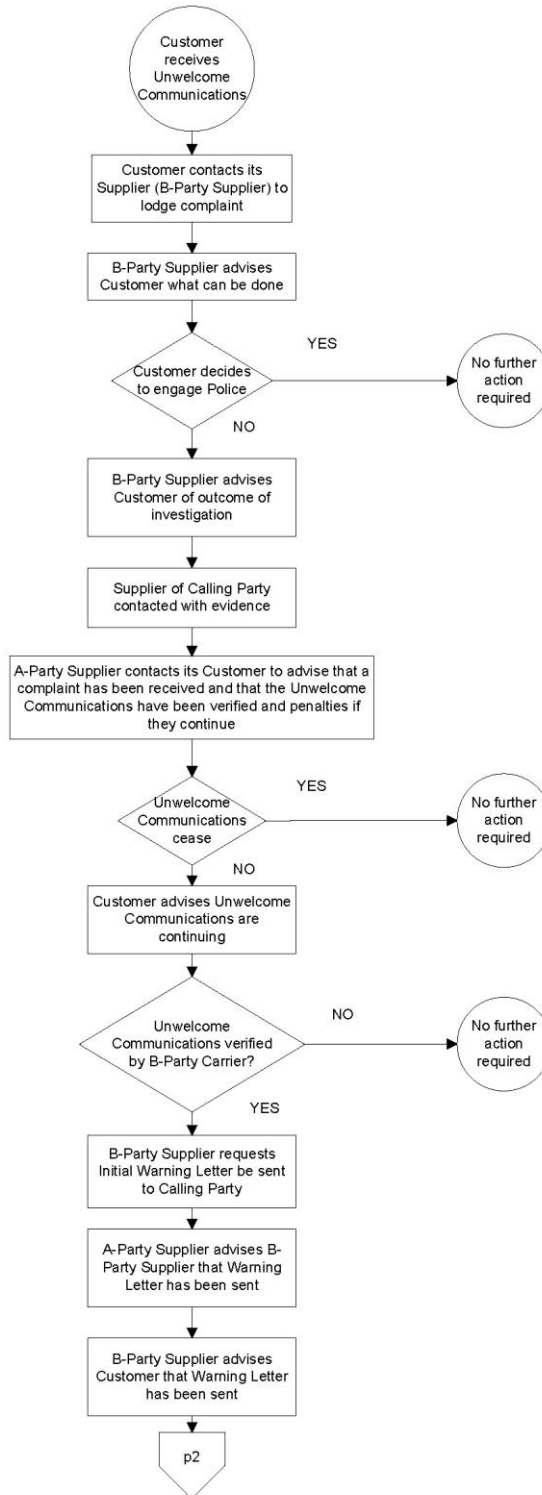 Customer
receives
Unwelcome
Communications
Customer contacts its
Supplier (B-Party Supplier) to
lodge complaint
B-Party Supplier advises
Customer what can be done
YES
Customer decides
to engage Police
No further
action
required
NO
B-Party Supplier advises
Customer of outcome of
investigation
Supplier of Calling Party
contacted with evidence
A-Party Supplier contacts its Customer to advise that a
complaint has been received and that the Unwelcome
Communications have been verified and penalties if
they continue
YES
Unwelcome
Communications
cease
No further
action
required
NO
Customer advises Unwelcome
Communications are
continuing
NO
Unwelcome
Communications verified
by B-Party Carrier?
No further
action
required
YES
B-Party Supplier requests
Initial Warning Letter be sent
to Calling Party
A-Party Supplier advises B-
Party Supplier that Warning
Letter has been sent
B-Party Supplier advises
Customer that Warning Letter
has been sent
p2